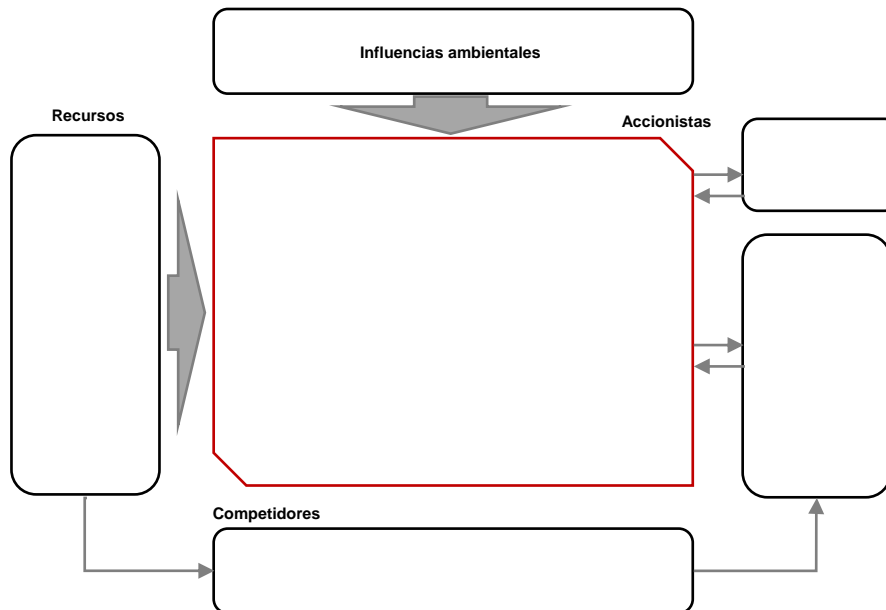 Influencias ambientales
Recursos
Accionistas
Competidores